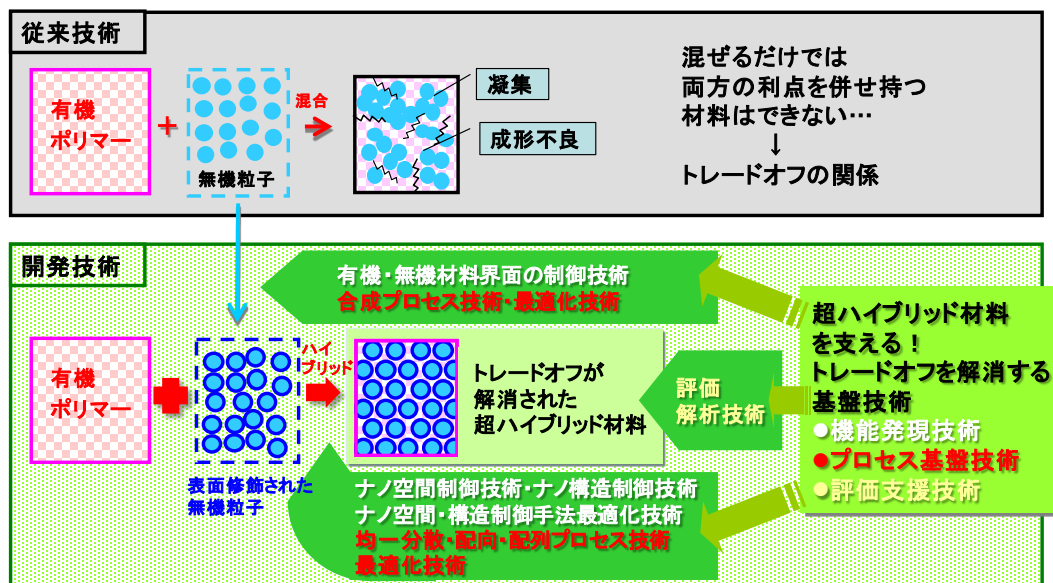 従来技術
有機
ポリマー
+
無機粒子
混合
凝集
成形不良
混ぜるだけでは
両方の利点を併せ持つ
材料はできない…
↓
トレードオフの関係
開発技術
有機・無機材料界面の制御技術
合成プロセス技術・最適化技術
有機
ポリマー
表面修飾された
無機粒子
ハイ
ブリッド
トレードオフが
解消された
超ハイブリッド材料
評価
解析技術
ナノ空間制御技術・ナノ構造制御技術
ナノ空間・構造制御手法最適化技術
均一分散・配向・配列プロセス技術
最適化技術
超ハイブリッド材料
を支える！
トレードオフを解消する
基盤技術
●機能発現技術
●プロセス基盤技術
●評価支援技術